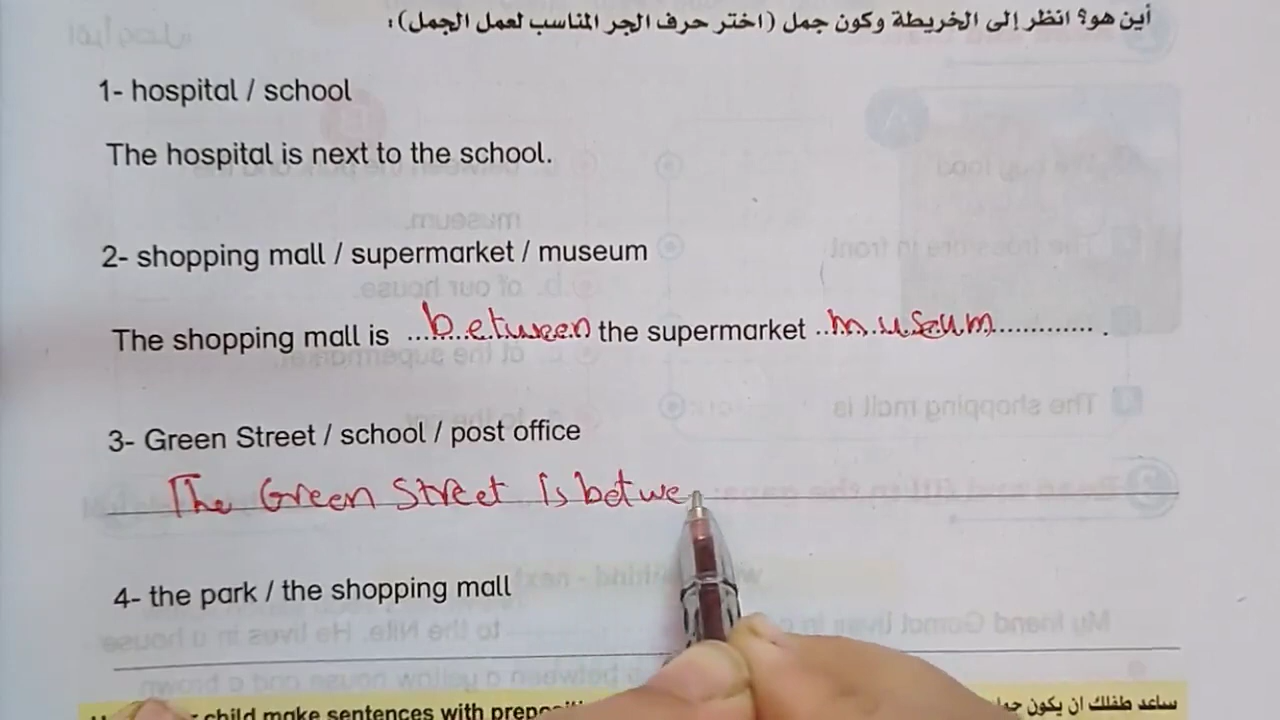 أين هو؟ انظر إلى الخريطة وكون جمل (اختر حرف الجر المناسب لعمل الجمل):
1- hospital / school
The hospital is next to the school.
2- shopping mall / supermarket / museum
The shopping mall is ........between the supermarket ..museum.............. .
3- Green Street / school / post office
The Green Street is betwe
4- the park / the shopping mall
child make sentences with
ساعد طفلك ان يكون